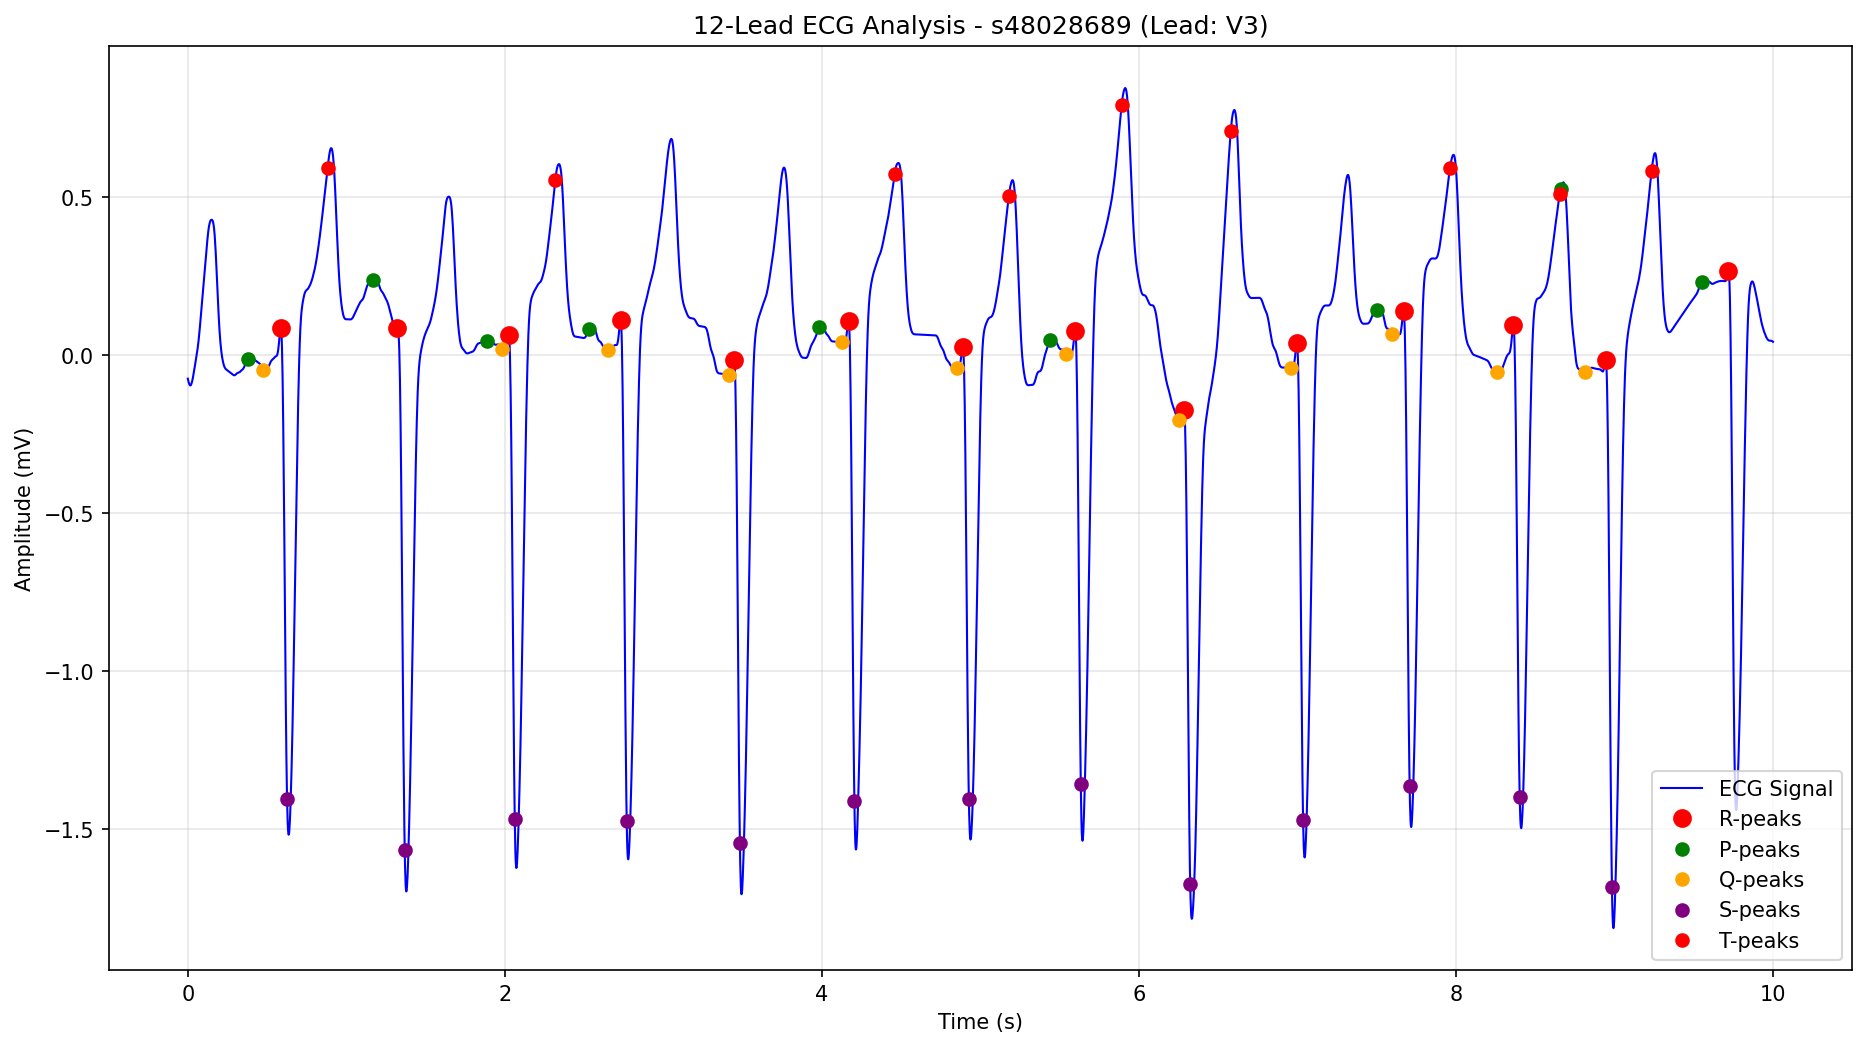 12-Lead ECG Analysis - s48028689 (Lead: V3)
Amplitude (mV)
0.5
0.0
−0.5
−1.0
−1.5
0 2 4 6 8 10
Time (s)
ECG Signal
R-peaks
P-peaks
Q-peaks
S-peaks
T-peaks